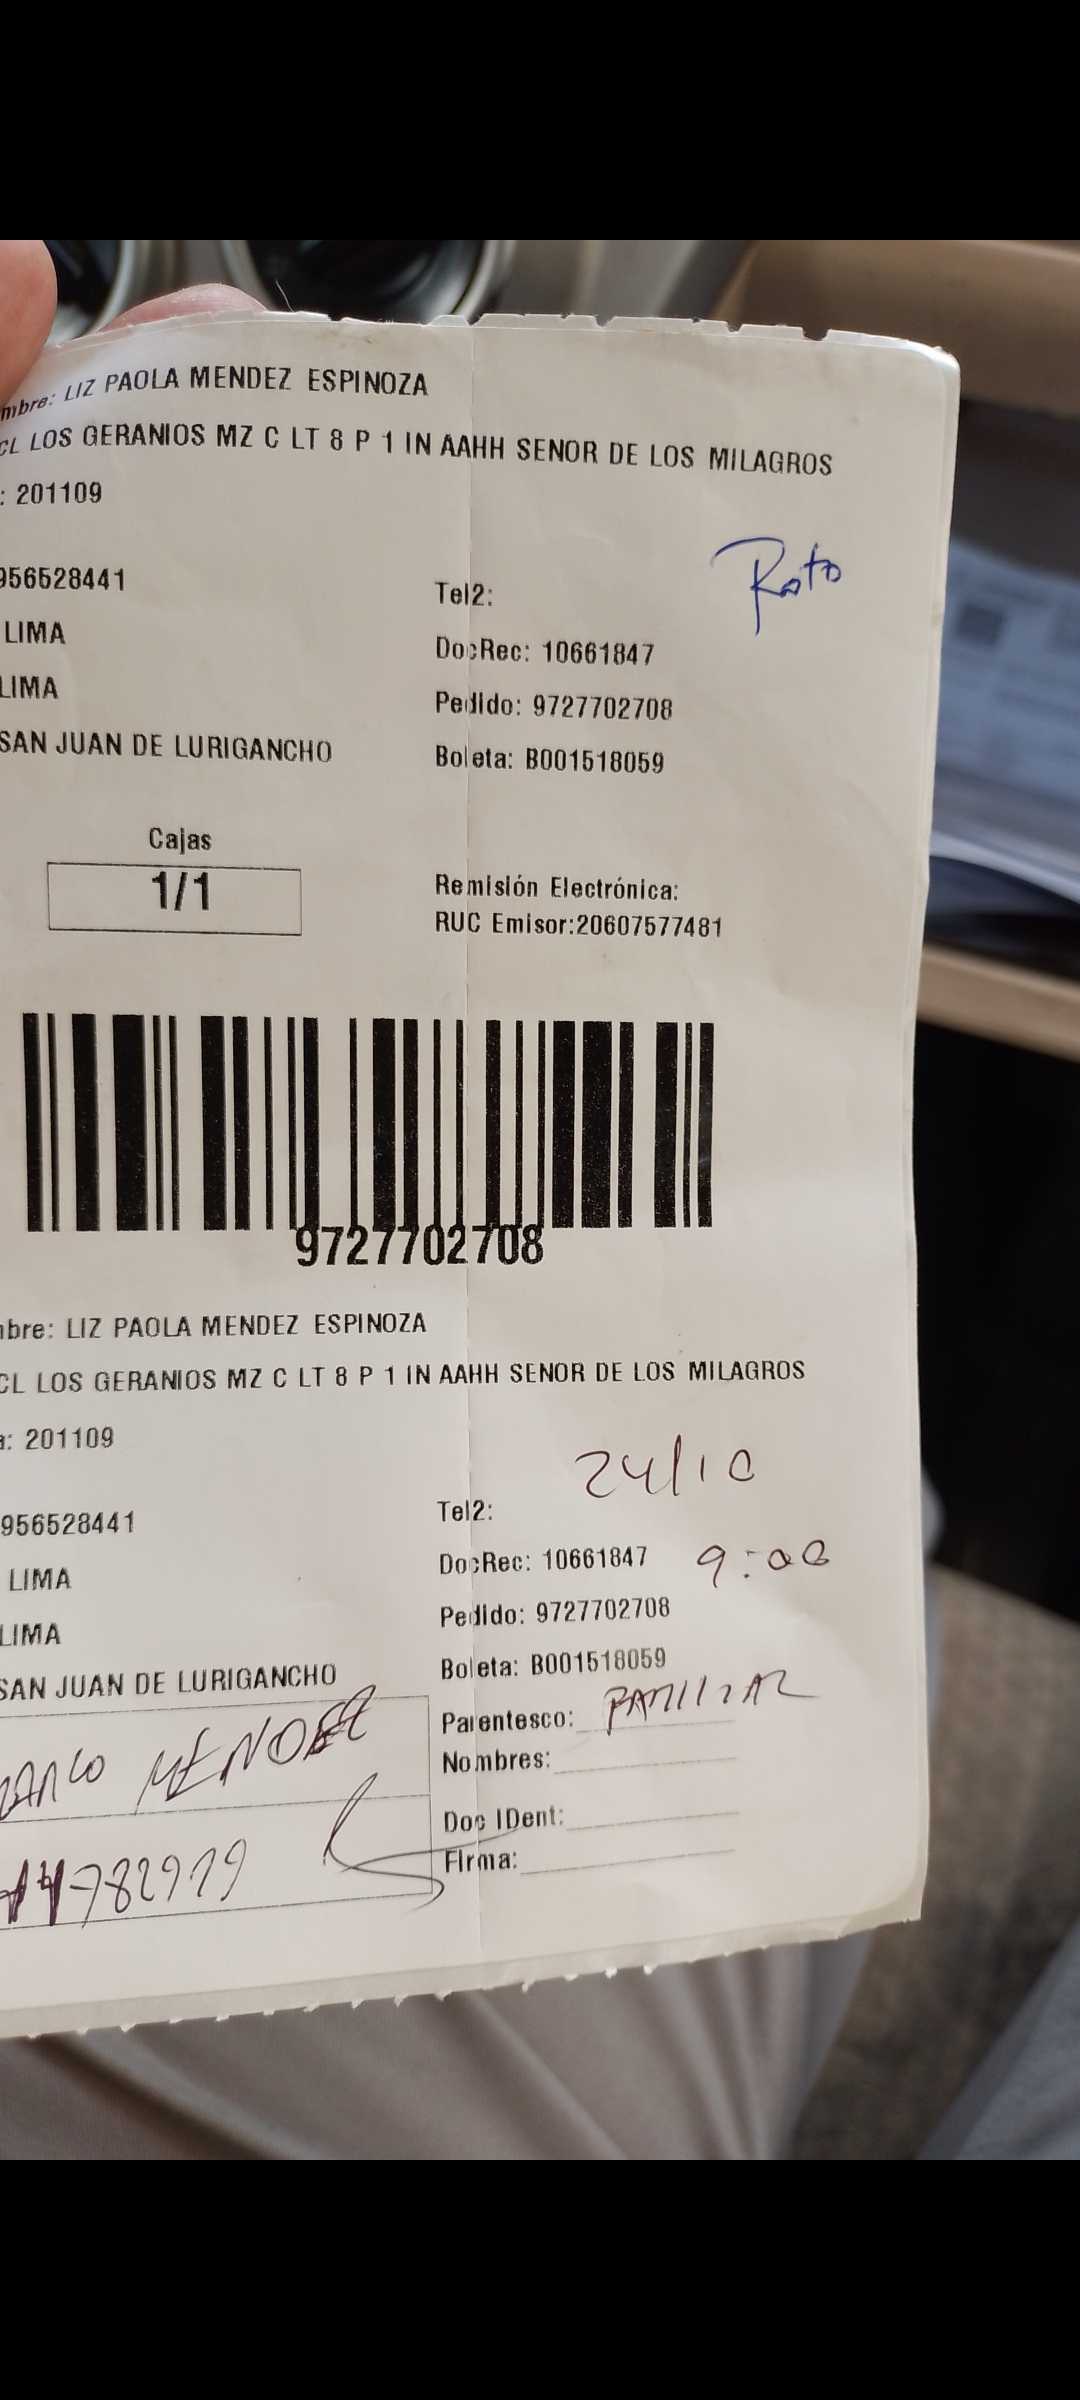 mbre: LIZ PAOLA MENDEZ ESPINOZA
CL LOS GERANIOS MZ C LT 8 P 1 IN AAHH SENOR DE LOS MILAGROS
: 201109
Roto
956528441
Tel2:
LIMA
DocRec: 10661847
LIMA
Pedido: 9727702708
SAN JUAN DE LURIGANCHO
Boleta: B001518059
Cajas
1/1
Remisión Electrónica:
RUC Emisor:20607577481
9727702708
mbre: LIZ PAOLA MENDEZ ESPINOZA
CL LOS GERANIOS MZ C LT 8 P 1 IN AAHH SENOR DE LOS MILAGROS
a: 201109
24/10
956528441
Tel2:
LIMA
DocRec: 10661847
9:00
LIMA
Pedido: 9727702708
SAN JUAN DE LURIGANCHO
Boleta: B001518059
Parentesco:
Nombres:
Doc IDent:
Firma: